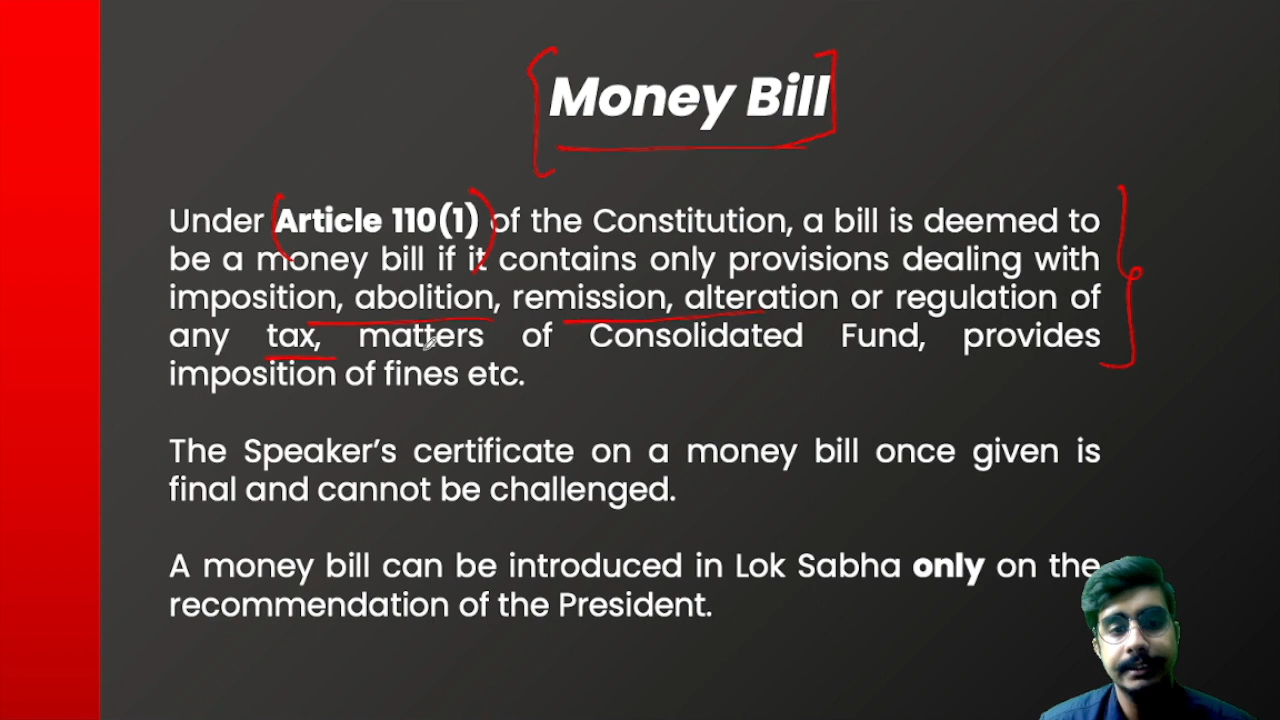 Money Bill
Under Article 110(1) of the Constitution, a bill is deemed to
be a money bill if it contains only provisions dealing with
imposition, abolition, remission, alteration or regulation of
any tax, matters of Consolidated Fund, provides
imposition of fines etc.
The Speaker’s certificate on a money bill once given is
final and cannot be challenged.
A money bill can be introduced in Lok Sabha only on the
recommendation of the President.